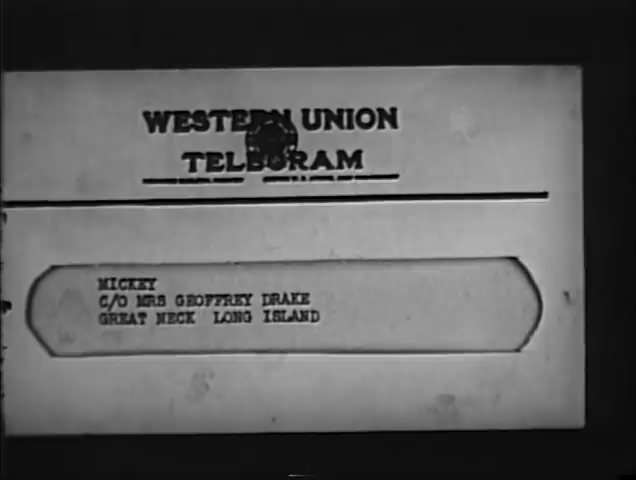 WESTERN UNION
TELEGRAM
MICKEY
C/O MRS GEOFFREY DRAKE
GREAT NECK LONG ISLAND